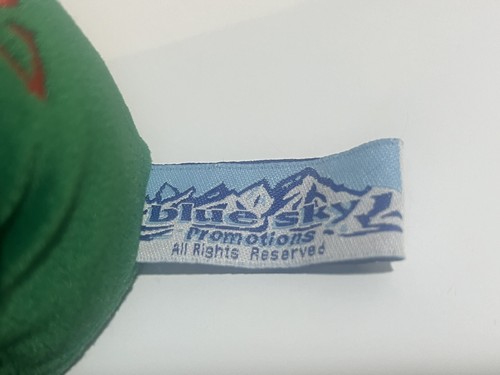 blue sky
Promotions
All Rights Reserved